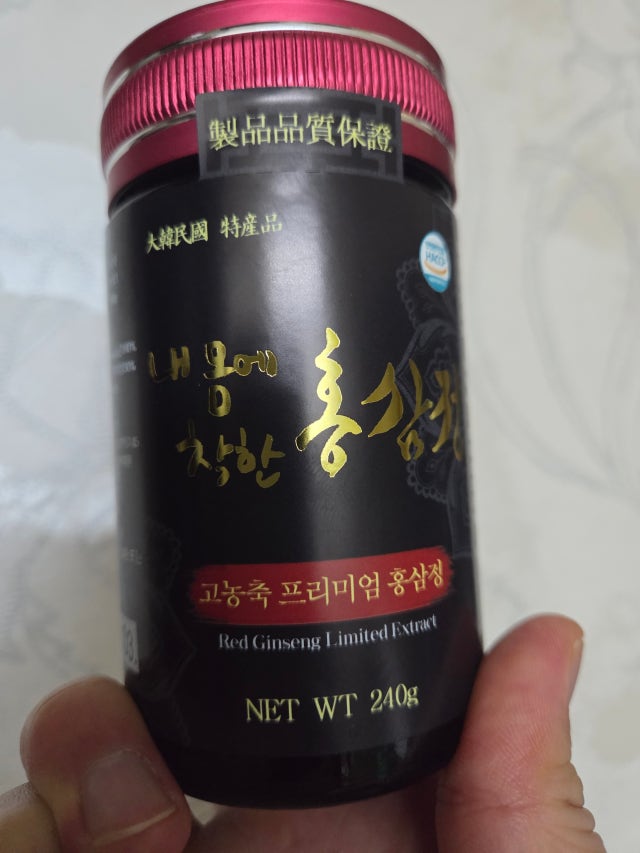 製品品質保證
大韓民國 特産品
HACCP
내 몸에
착한 홍삼정
고농축 프리미엄 홍삼정
Red Ginseng Limited Extract
NET WT 240g